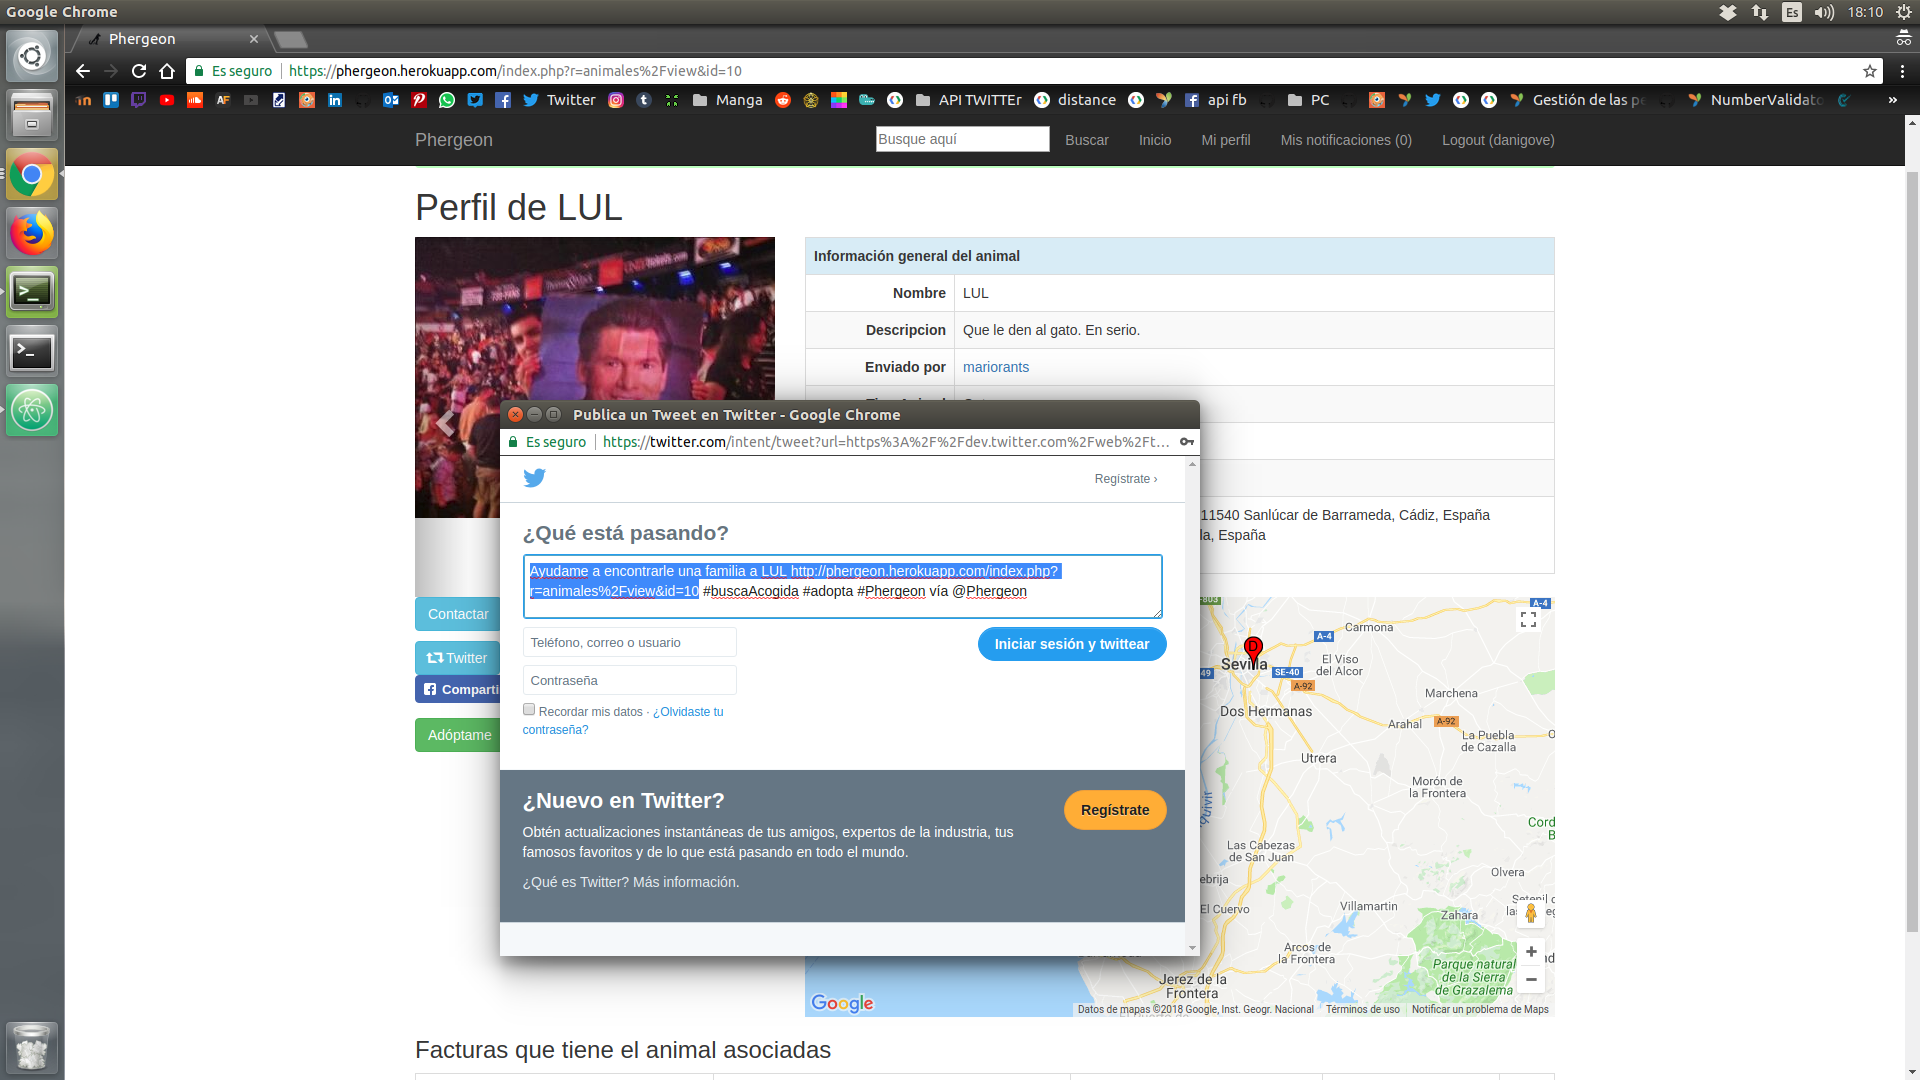 Google Chrome
Es
18:10
Phergeon
Es seguro
https://phergeon.herokuapp.com/index.php?r=animales%2Fview&id=10
Twitter
Manga
API TWITTEr
distance
api fb
PC
Gestión de las pe
NumberValidato
»
Phergeon
Busque aquí
Buscar
Inicio
Mi perfil
Mis notificaciones (0)
Logout (danigove)
Perfil de LUL
Información general del animal
Nombre LUL
Descripcion Que le den al gato. En serio.
Enviado por mariorants
11540 Sanlúcar de Barrameda, Cádiz, España
la, España
Contactar
Twitter
Comparti
Adóptame
Publica un Tweet en Twitter - Google Chrome
Es seguro
https://twitter.com/intent/tweet?url=https%3A%2F%2Fdev.twitter.com%2Fweb%2Ft...
Regístrate ›
¿Qué está pasando?
Ayudame a encontrarle una familia a LUL http://phergeon.herokuapp.com/index.php?
r=animales%2Fview&id=10 #buscaAcogida #adopta #Phergeon vía @Phergeon
Teléfono, correo o usuario
Iniciar sesión y twittear
Contraseña
Recordar mis datos · ¿Olvidaste tu
contraseña?
¿Nuevo en Twitter?
Regístrate
Obtén actualizaciones instantáneas de tus amigos, expertos de la industria, tus
famosos favoritos y de lo que está pasando en todo el mundo.
¿Qué es Twitter? Más información.
A-4
Carmona
A-4
D
Sevilla
El Viso
del Alcor
SE-40
49
A-92
Marchena
Dos Hermanas
Arahal
A-92
La Puebla
de Cazalla
Utrera
Morón de
la Frontera
Las Cabezas
de San Juan
ebrija
Olvera
El Cuervo
Villamartin
Zahara
Arcos de
la Frontera
Parque natural
de la Sierra
de Grazalema
Jerez de la
Frontera
Google
Datos de mapas ©2018 Google, Inst. Geogr. Nacional
Términos de uso
Notificar un problema de Maps
Facturas que tiene el animal asociadas